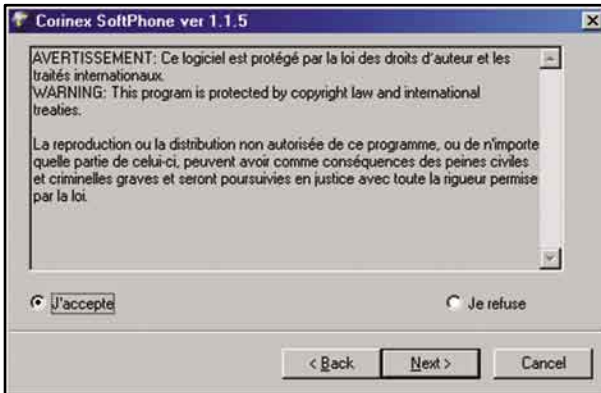 Corinex SoftPhone ver 1.1.5
AVERTISSEMENT: Ce logiciel est protégé par la loi des droits d'auteur et les
traités internationaux.
WARNING: This program is protected by copyright law and international
treaties.
La reproduction ou la distribution non autorisée de ce programme, ou de n'importe
quelle partie de celui-ci, peuvent avoir comme conséquences des peines civiles
et criminelles graves et seront poursuivies en justice avec toute la rigueur permise
par la loi.
J'accepte
Je refuse
< Back
Next >
Cancel